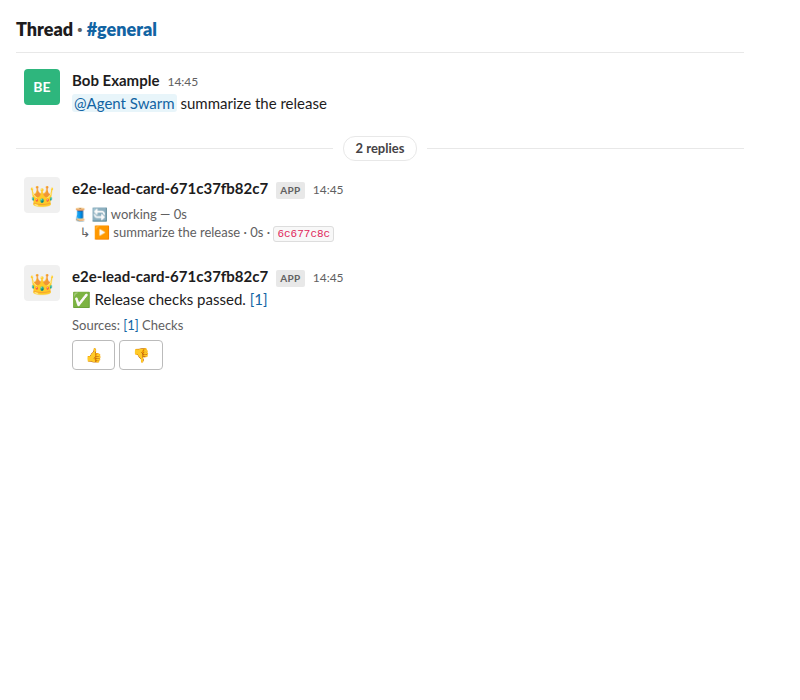 Thread • #general
BE
Bob Example 14:45
@Agent Swarm summarize the release
2 replies
e2e-lead-card-671c37fb82c7 APP 14:45
🧵 🔄 working — 0s
↳ ▶️ summarize the release · 0s · 6c677c8c
e2e-lead-card-671c37fb82c7 APP 14:45
✅ Release checks passed. [1]
Sources: [1] Checks
👍 👎